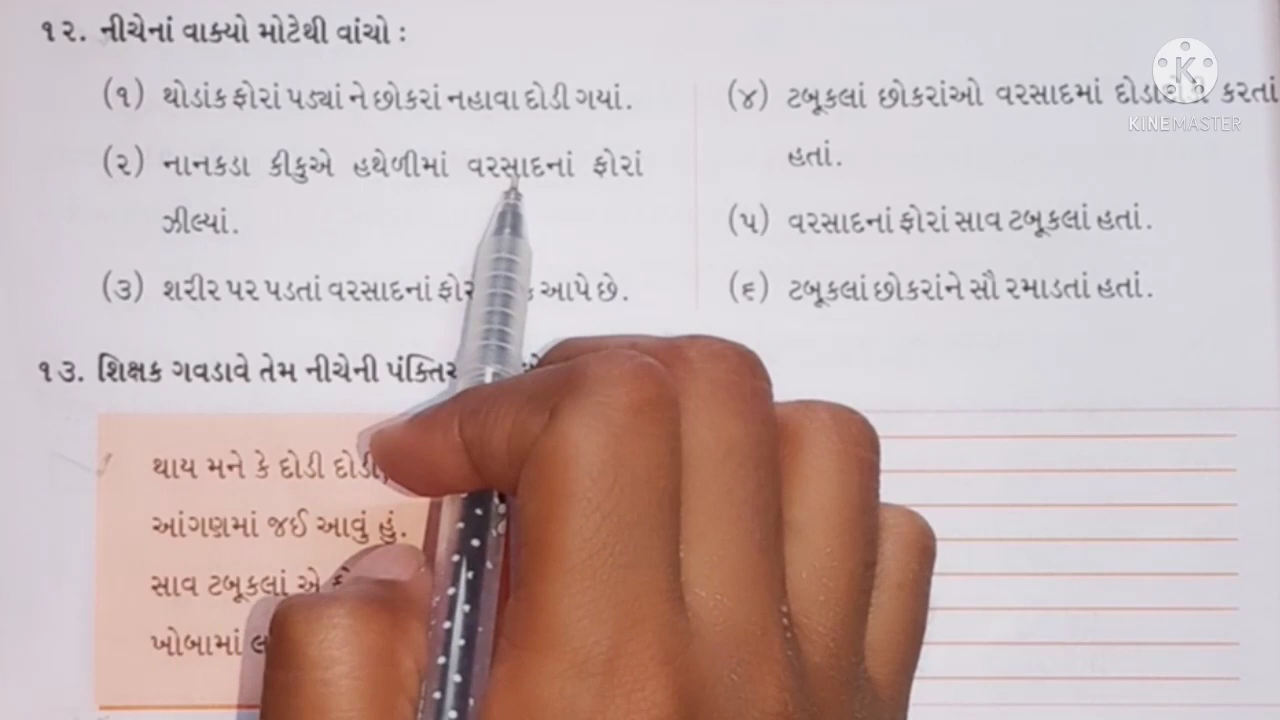 ૧૨. નીચેનાં વાક્યો મોટેથી વાંચો :
(૧) થોડાંક ફોરાં પડ્યાં ને છોકરાં નહાવા દોડી ગયાં.
(૨) નાનકડા કીકુએ હથેળીમાં વરસાદનાં ફોરાં
ઝીલ્યાં.
(૩) શરીર પર પડતાં વરસાદનાં આપે છે.
(૪) ટબૂકલાં છોકરાંઓ વરસાદમાં કરતાં
હતાં.
(૫) વરસાદનાં ફોરાં સાવ ટબૂકલાં હતાં.
(૬) ટબૂકલાં છોકરાંને સૌ રમાડતાં હતાં.
૧૩. શિક્ષક ગવડાવે તેમ નીચેની
થાય મને કે દોડી દોડી,
આંગણમાં જઈ આવું હું.
સાવ ટબૂકલાં એ
ખોબામાં
K
KINEMASTER